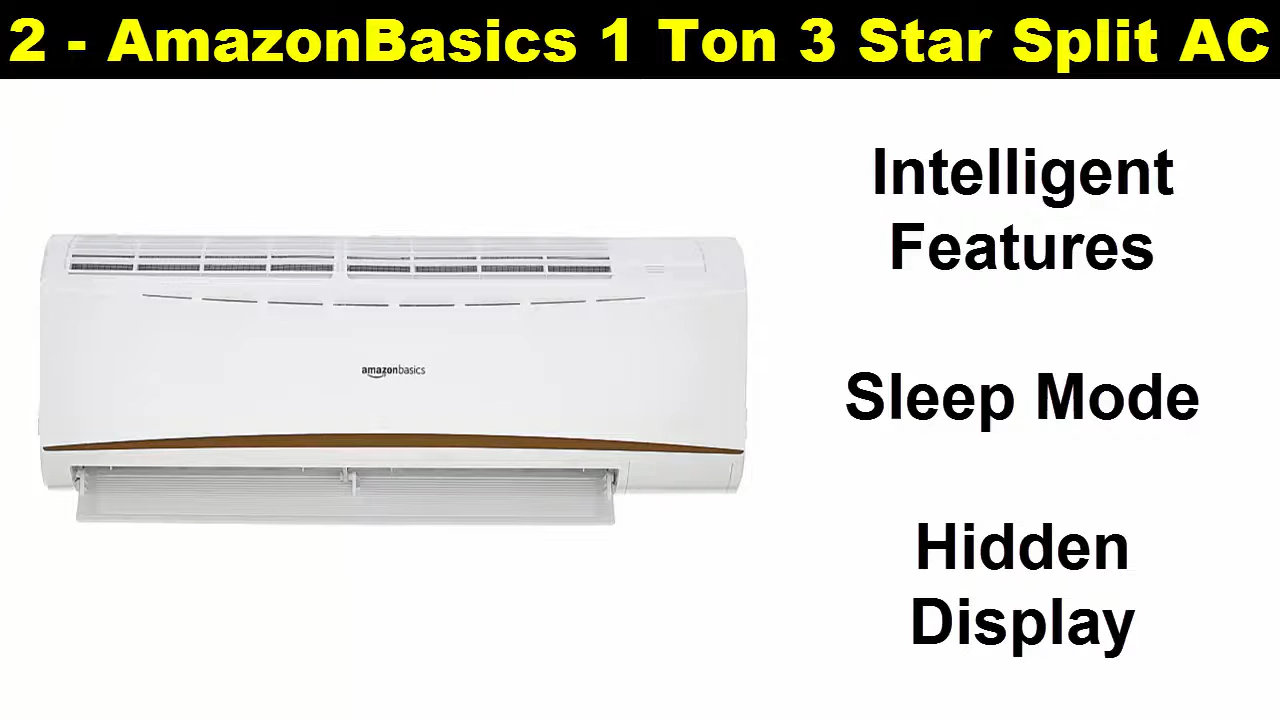 2 - AmazonBasics 1 Ton 3 Star Split AC
Intelligent
Features
amazonbasics
Sleep Mode
Hidden
Display